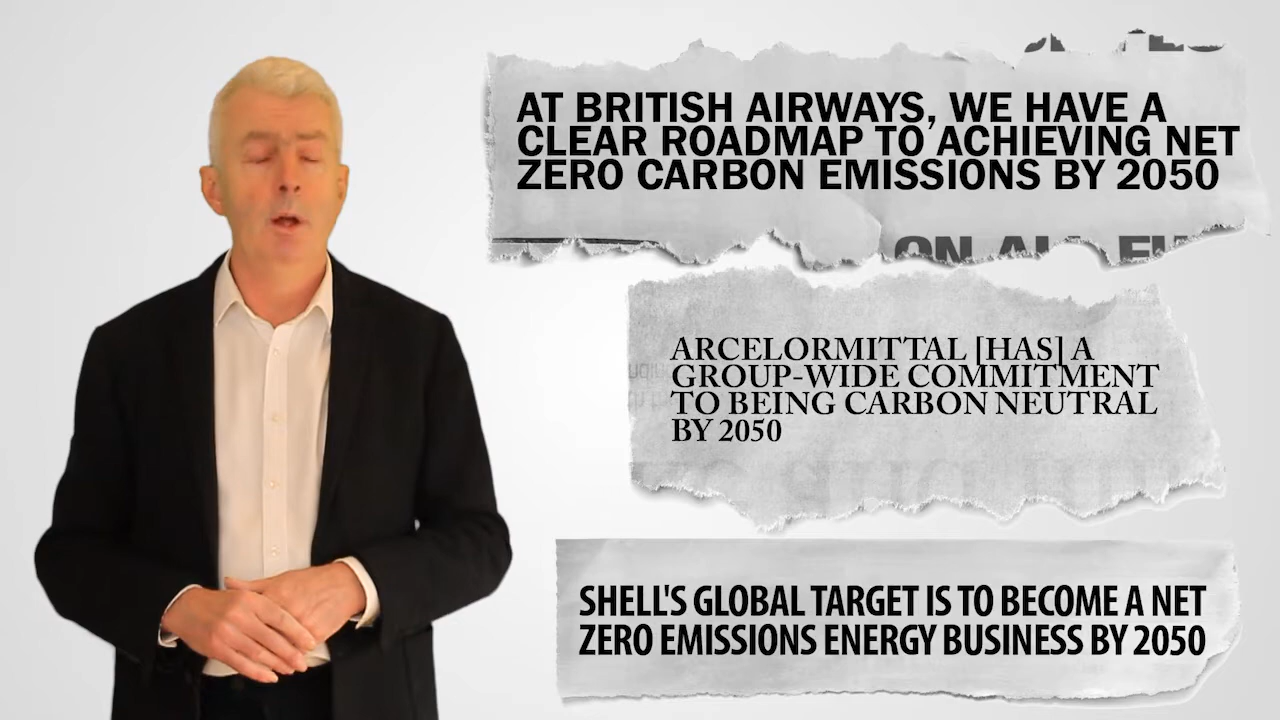 AT BRITISH AIRWAYS, WE HAVE A
CLEAR ROADMAP TO ACHIEVING NET
ZERO CARBON EMISSIONS BY 2050
ARCELORMITTAL [HAS] A
GROUP-WIDE COMMITMENT
TO BEING CARBON NEUTRAL
BY 2050
SHELL'S GLOBAL TARGET IS TO BECOME A NET
ZERO EMISSIONS ENERGY BUSINESS BY 2050